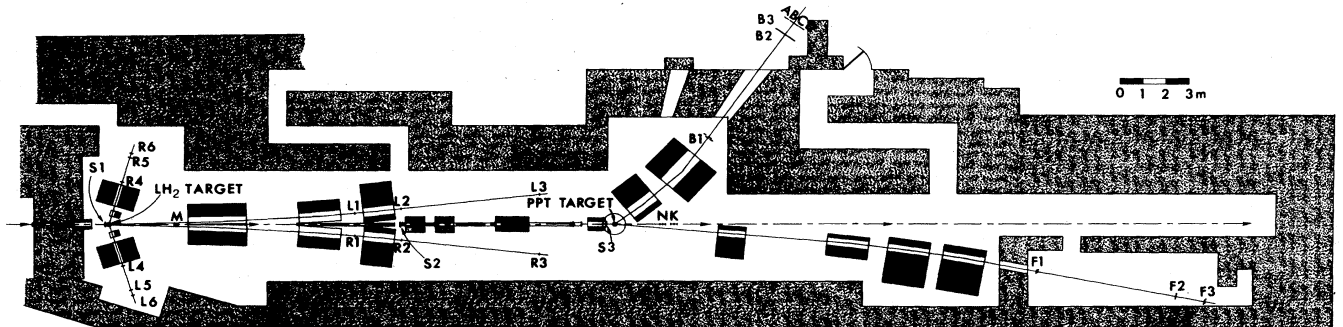 B3
ABC
B2
0 1 2 3m
B1
S1
R6
R5
R4
LH₂ TARGET
M
L1
L2
L3
PPT TARGET
NK
R1
R2
S2
R3
S3
L4
L5
L6
F1
F2
F3